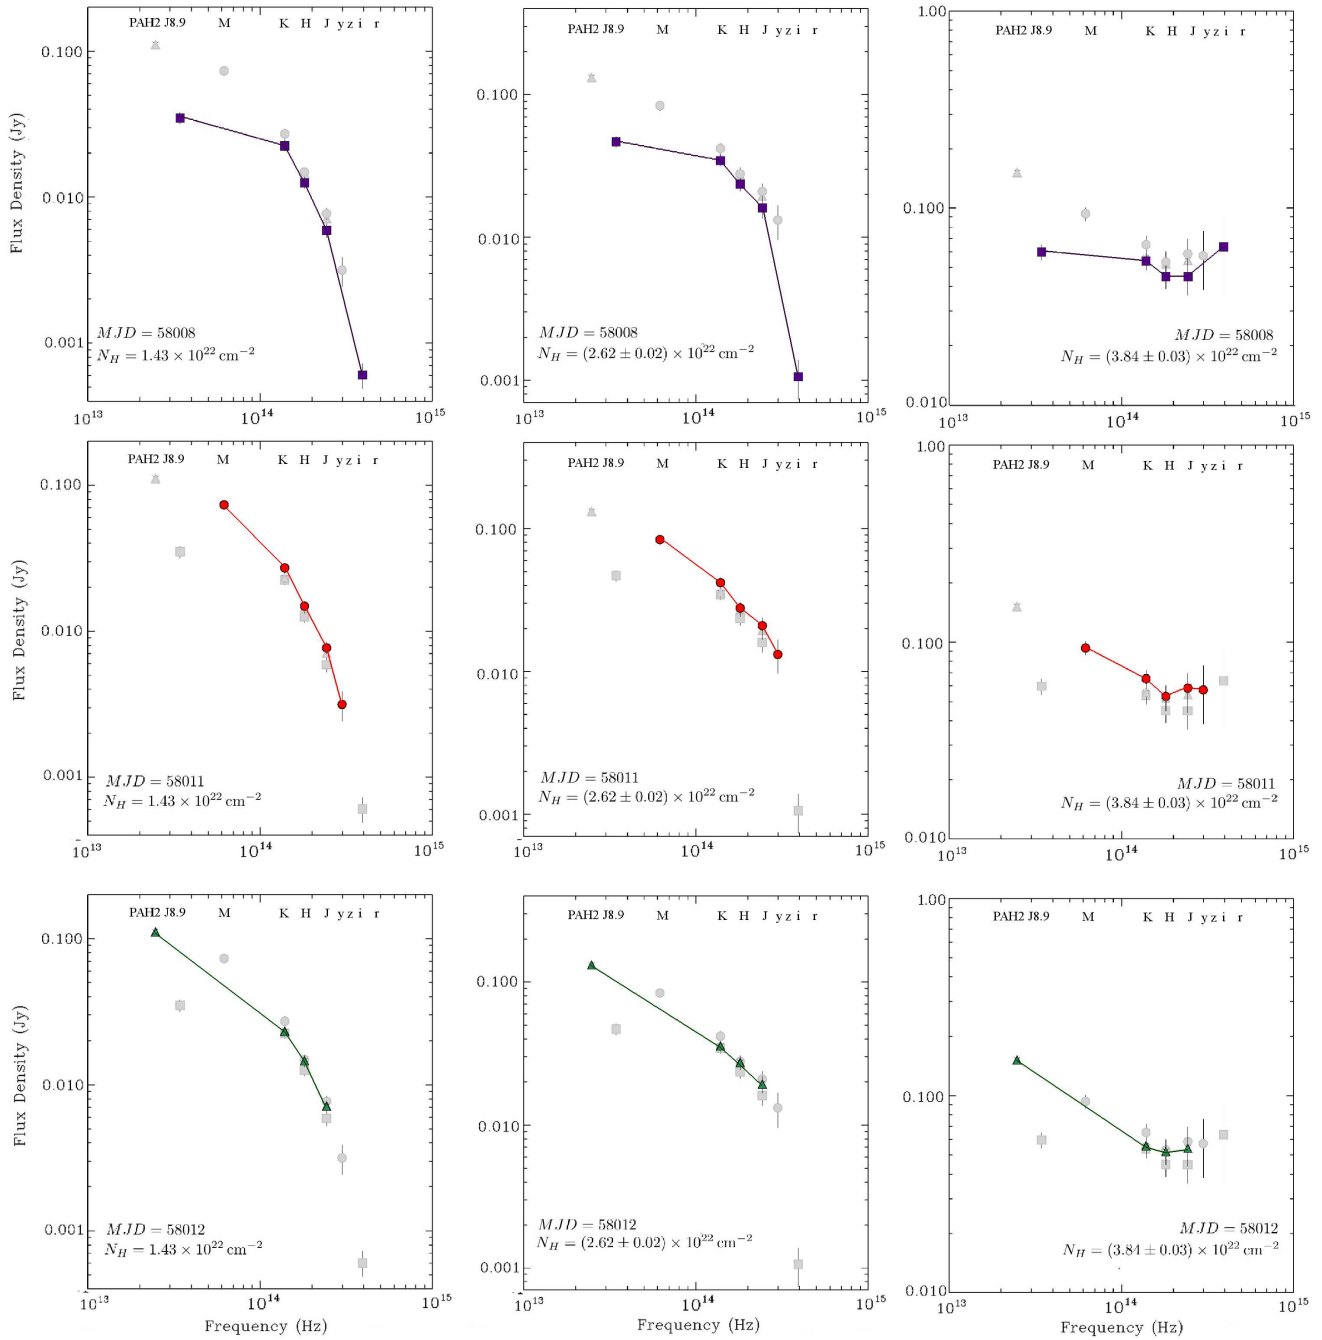 PAH2 J8.9 M K H J y z i r
0.100
0.010
0.001
Flux Density (Jy)
MJD = 58008
N_H = 1.43 × 10^22 cm^−2
10^13 10^14 10^15
PAH2 J8.9 M K H J y z i r
0.100
0.010
0.001
MJD = 58008
N_H = (2.62 ± 0.02) × 10^22 cm^−2
10^13 10^14 10^15
PAH2 J8.9 M K H J y z i r
1.00
0.100
0.010
MJD = 58008
N_H = (3.84 ± 0.03) × 10^22 cm^−2
10^13 10^14 10^15
PAH2 J8.9 M K H J y z i r
0.100
0.010
0.001
Flux Density (Jy)
MJD = 58011
N_H = 1.43 × 10^22 cm^−2
10^13 10^14 10^15
PAH2 J8.9 M K H J y z i r
0.100
0.010
0.001
MJD = 58011
N_H = (2.62 ± 0.02) × 10^22 cm^−2
10^13 10^14 10^15
PAH2 J8.9 M K H J y z i r
1.00
0.100
0.010
MJD = 58011
N_H = (3.84 ± 0.03) × 10^22 cm^−2
10^13 10^14 10^15
PAH2 J8.9 M K H J y z i r
0.100
0.010
0.001
Flux Density (Jy)
MJD = 58012
N_H = 1.43 × 10^22 cm^−2
10^13 10^14 10^15
Frequency (Hz)
PAH2 J8.9 M K H J y z i r
0.100
0.010
0.001
MJD = 58012
N_H = (2.62 ± 0.02) × 10^22 cm^−2
10^13 10^14 10^15
Frequency (Hz)
PAH2 J8.9 M K H J y z i r
1.00
0.100
0.010
MJD = 58012
N_H = (3.84 ± 0.03) × 10^22 cm^−2
10^13 10^14 10^15
Frequency (Hz)